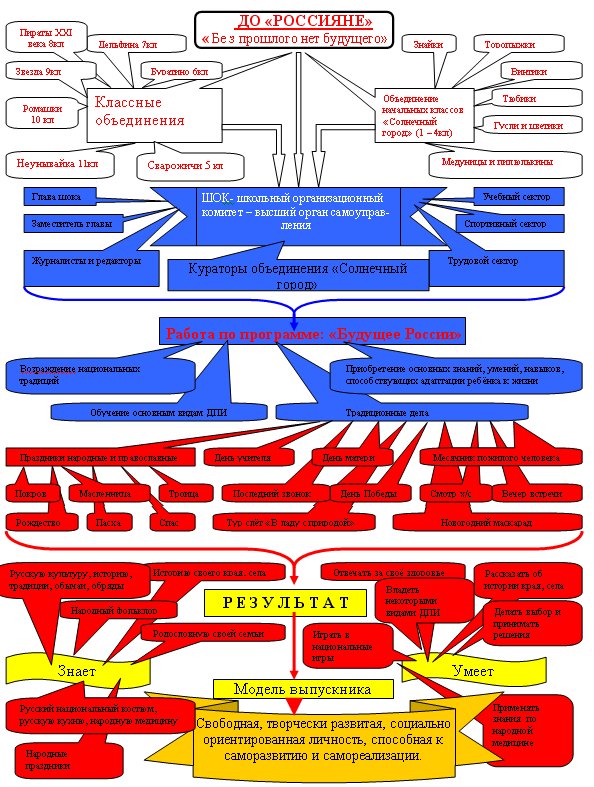 ДО «РОССИЯНЕ»
«Без прошлого нет будущего»
Пираты XXI
века 8кл
Дельфина 7кл
Звезда 9кл
Буратино 6кл
Ромашки
10 кл
Классные
объединения
Неунывайка 11кл
Сварожичи 5 кл
Знайки
Торопыжки
Винтики
Тюбики
Гусли и цветики
Медуницы и пилюлькины
Объединение
начальных классов
«Солнечный
город» (1 – 4кл)
ШОК- школьный организационный
комитет – высший орган самоуправ-
ления
Глава шока
Заместитель главы
Журналисты и редакторы
Учебный сектор
Спортивный сектор
Трудовой сектор
Кураторы объединения «Солнечный
город»
Работа по программе: «Будущее России»
Возраждение национальных
традиций
Приобретение основных знаний, умений, навыков,
способствующих адаптации ребёнка к жизни
Обучение основным видам ДПИ
Традиционные дела
Праздники народные и православные
День учителя
День матери
Месячник пожилого человека
Покров
Масленница
Троица
Последний звонок
День Победы
Смотр х/с
Вечер встречи
Рождество
Пасха
Спас
Тур слёт «В ладу с природой»
Новогодний маскарад
Русскую культуру, историю,
традиции, обычаи, обряды
Историю своего края, села
Народный фольклор
Родословную своей семьи
Отвечать за своё здоровье
Владеть
некоторыми
видами ДПИ
Рассказать об
истории края, села
Делать выбор и
принимать
решения
РЕЗУЛЬТАТ
Играть в
национальные
игры
Знает
Умеет
Модель выпускника
Русский национальный костюм,
русскую кухню, народную медицину
Народные
праздники
Применять
знания по
народной
медицине
Свободная, творчески развитая, социально
ориентированная личность, способная к
саморазвитию и самореализации.